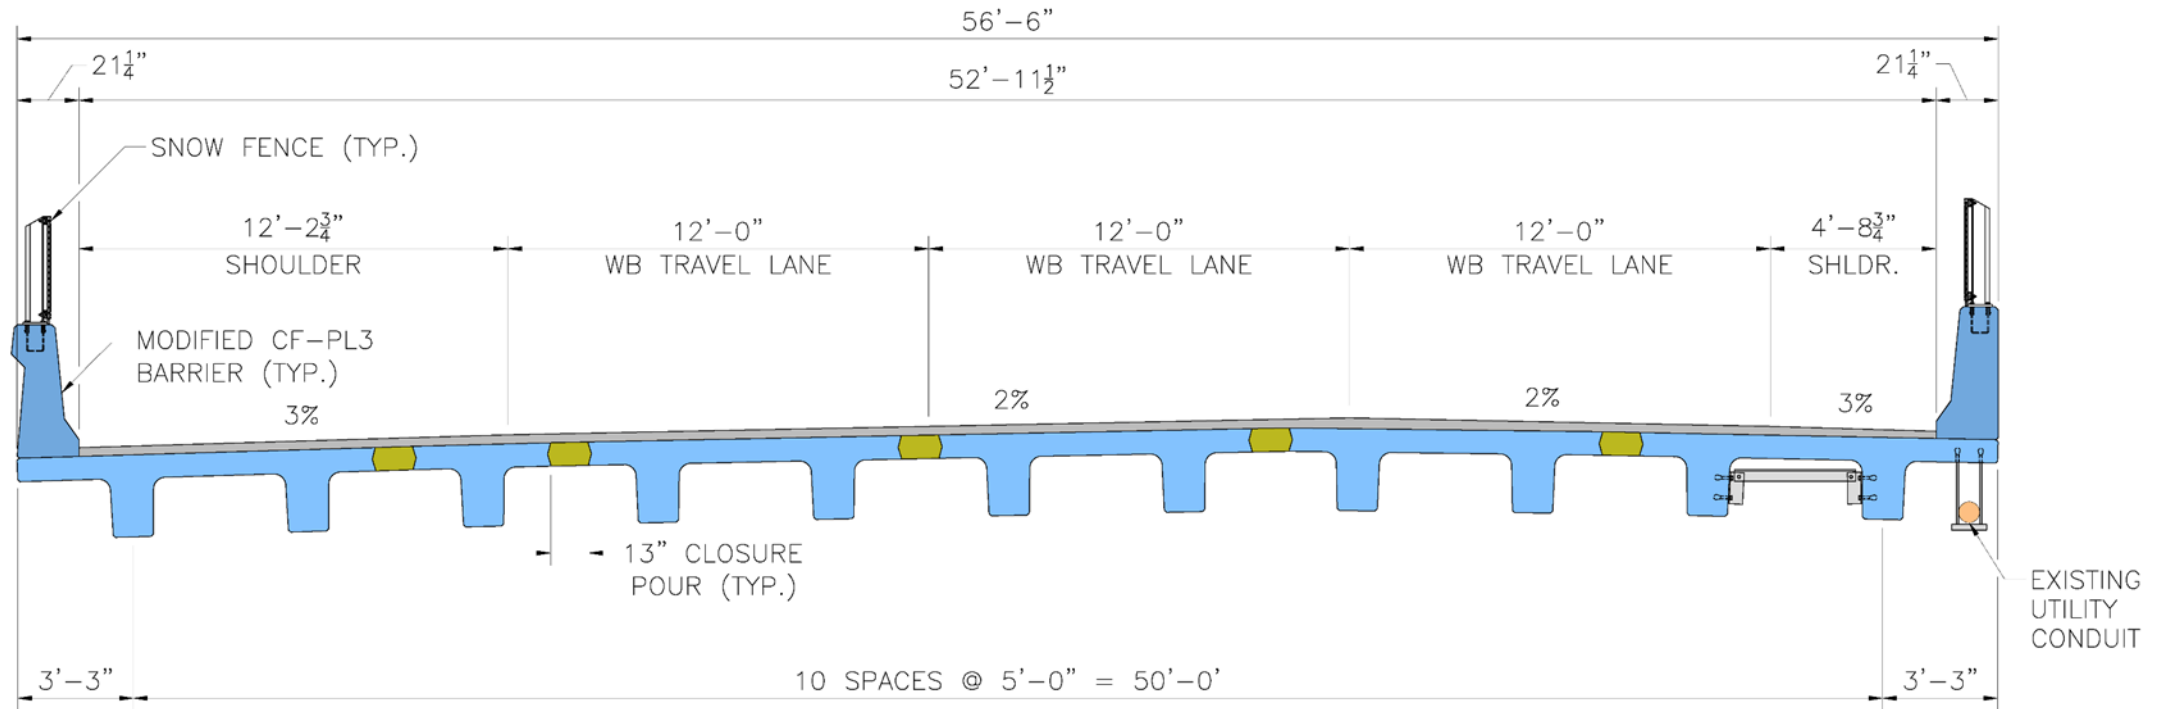 56'-6"
21¼"
52'-11½"
21¼"
SNOW FENCE (TYP.)
12'-2¾"
SHOULDER
12'-0"
WB TRAVEL LANE
12'-0"
WB TRAVEL LANE
12'-0"
WB TRAVEL LANE
4'-8¾"
SHLDR.
MODIFIED CF-PL3
BARRIER (TYP.)
3%
2%
2%
3%
13" CLOSURE
POUR (TYP.)
EXISTING
UTILITY
CONDUIT
3'-3"
10 SPACES @ 5'-0" = 50'-0'
3'-3"